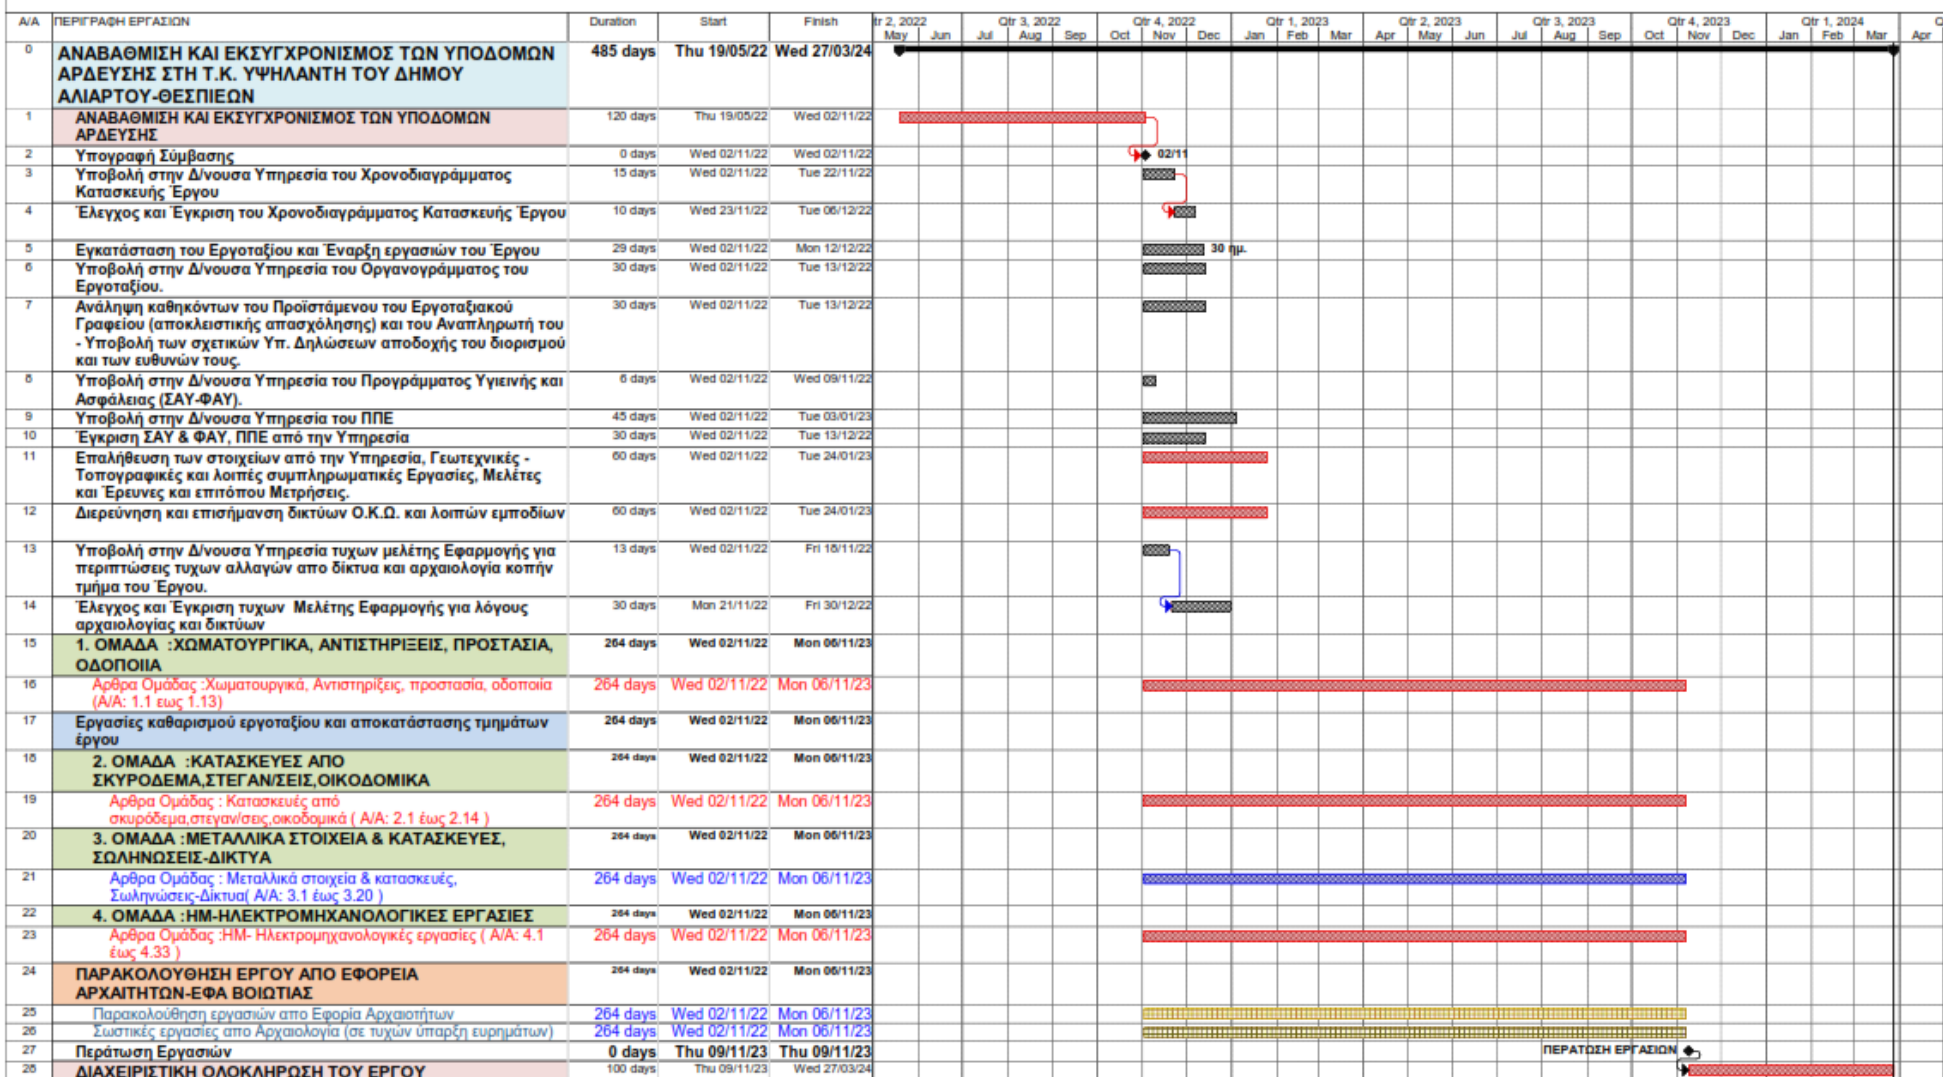 A/A ΠΕΡΙΓΡΑΦΗ ΕΡΓΑΣΙΩΝ Duration Start Finish tr 2, 2022 Qtr 3, 2022 Qtr 4, 2022 Qtr 1, 2023 Qtr 2, 2023 Qtr 3, 2023 Qtr 4, 2023 Qtr 1, 2024 Q
May Jun Jul Aug Sep Oct Nov Dec Jan Feb Mar Apr May Jun Jul Aug Sep Oct Nov Dec Jan Feb Mar Apr
0 ΑΝΑΒΑΘΜΙΣΗ ΚΑΙ ΕΚΣΥΓΧΡΟΝΙΣΜΟΣ ΤΩΝ ΥΠΟΔΟΜΩΝ 485 days Thu 19/05/22 Wed 27/03/24
ΑΡΔΕΥΣΗΣ ΣΤΗ Τ.Κ. ΥΨΗΛΑΝΤΗ ΤΟΥ ΔΗΜΟΥ
ΑΛΙΑΡΤΟΥ-ΘΕΣΠΙΕΩΝ
1 ΑΝΑΒΑΘΜΙΣΗ ΚΑΙ ΕΚΣΥΓΧΡΟΝΙΣΜΟΣ ΤΩΝ ΥΠΟΔΟΜΩΝ 120 days Thu 19/05/22 Wed 02/11/22
ΑΡΔΕΥΣΗΣ
2 Υπογραφή Σύμβασης 0 days Wed 02/11/22 Wed 02/11/22 02/11
3 Υποβολή στην Δ/νουσα Υπηρεσία του Χρονοδιαγράμματος 15 days Wed 02/11/22 Tue 22/11/22
Κατασκευής Έργου
4 Έλεγχος και Έγκριση του Χρονοδιαγράμματος Κατασκευής Έργου 10 days Wed 23/11/22 Tue 06/12/22
5 Εγκατάσταση του Εργοταξίου και Έναρξη εργασιών του Έργου 29 days Wed 02/11/22 Mon 12/12/22 30 ημ.
6 Υποβολή στην Δ/νουσα Υπηρεσία του Οργανογράμματος του 30 days Wed 02/11/22 Tue 13/12/22
Εργοταξίου.
7 Ανάληψη καθηκόντων του Προϊστάμενου του Εργοταξιακού 30 days Wed 02/11/22 Tue 13/12/22
Γραφείου (αποκλειστικής απασχόλησης) και του Αναπληρωτή του
- Υποβολή των σχετικών Υπ. Δηλώσεων αποδοχής του διορισμού
και των ευθυνών τους.
8 Υποβολή στην Δ/νουσα Υπηρεσία του Προγράμματος Υγιεινής και 6 days Wed 02/11/22 Wed 09/11/22
Ασφάλειας (ΣΑΥ-ΦΑΥ).
9 Υποβολή στην Δ/νουσα Υπηρεσία του ΠΠΕ 45 days Wed 02/11/22 Tue 03/01/23
10 Έγκριση ΣΑΥ & ΦΑΥ, ΠΠΕ από την Υπηρεσία 30 days Wed 02/11/22 Tue 13/12/22
11 Επαλήθευση των στοιχείων από την Υπηρεσία, Γεωτεχνικές - 60 days Wed 02/11/22 Tue 24/01/23
Τοπογραφικές και λοιπές συμπληρωματικές Εργασίες, Μελέτες
και Έρευνες και επιτόπου Μετρήσεις.
12 Διερεύνηση και επισήμανση δικτύων Ο.Κ.Ω. και λοιπών εμποδίων 60 days Wed 02/11/22 Tue 24/01/23
13 Υποβολή στην Δ/νουσα Υπηρεσία τυχων μελέτης Εφαρμογής για 13 days Wed 02/11/22 Fri 18/11/22
περιπτώσεις τυχων αλλαγών απο δίκτυα και αρχαιολογία κοπήν
τμήμα του Έργου.
14 Έλεγχος και Έγκριση τυχων Μελέτης Εφαρμογής για λόγους 30 days Mon 21/11/22 Fri 30/12/22
αρχαιολογίας και δικτύων
15 1. ΟΜΑΔΑ :ΧΩΜΑΤΟΥΡΓΙΚΑ, ΑΝΤΙΣΤΗΡΙΞΕΙΣ, ΠΡΟΣΤΑΣΙΑ, 264 days Wed 02/11/22 Mon 06/11/23
ΟΔΟΠΟΙΙΑ
16 Αρθρα Ομάδας :Χωματουργικά, Αντιστηρίξεις, προστασία, οδοποιία 264 days Wed 02/11/22 Mon 06/11/23
(Α/Α: 1.1 εως 1.13)
17 Εργασίες καθαρισμού εργοταξίου και αποκατάστασης τμημάτων 264 days Wed 02/11/22 Mon 06/11/23
έργου
18 2. ΟΜΑΔΑ :ΚΑΤΑΣΚΕΥΕΣ ΑΠΟ 264 days Wed 02/11/22 Mon 06/11/23
ΣΚΥΡΟΔΕΜΑ,ΣΤΕΓΑΝ/ΣΕΙΣ,ΟΙΚΟΔΟΜΙΚΑ
19 Αρθρα Ομάδας : Κατασκευές από 264 days Wed 02/11/22 Mon 06/11/23
σκυρόδεμα,στεγαν/σεις,οικοδομικά ( Α/Α: 2.1 έως 2.14 )
20 3. ΟΜΑΔΑ :ΜΕΤΑΛΛΙΚΑ ΣΤΟΙΧΕΙΑ & ΚΑΤΑΣΚΕΥΕΣ, 264 days Wed 02/11/22 Mon 06/11/23
ΣΩΛΗΝΩΣΕΙΣ-ΔΙΚΤΥΑ
21 Αρθρα Ομάδας : Μεταλλικά στοιχεία & κατασκευές, 264 days Wed 02/11/22 Mon 06/11/23
Σωληνώσεις-Δίκτυα( Α/Α: 3.1 έως 3.20 )
22 4. ΟΜΑΔΑ :ΗΜ-ΗΛΕΚΤΡΟΜΗΧΑΝΟΛΟΓΙΚΕΣ ΕΡΓΑΣΙΕΣ 264 days Wed 02/11/22 Mon 06/11/23
23 Αρθρα Ομάδας :ΗΜ- Ηλεκτρομηχανολογικές εργασίες ( Α/Α: 4.1 264 days Wed 02/11/22 Mon 06/11/23
έως 4.33 )
24 ΠΑΡΑΚΟΛΟΥΘΗΣΗ ΕΡΓΟΥ ΑΠΟ ΕΦΟΡΕΙΑ 264 days Wed 02/11/22 Mon 06/11/23
ΑΡΧΑΙΤΗΤΩΝ-ΕΦΑ ΒΟΙΩΤΙΑΣ
25 Παρακολούθηση εργασιών απο Εφορία Αρχαιοτήτων 264 days Wed 02/11/22 Mon 06/11/23
26 Σωστικές εργασίες απο Αρχαιολογία (σε τυχών ύπαρξη ευρημάτων) 264 days Wed 02/11/22 Mon 06/11/23
27 Περάτωση Εργασιών 0 days Thu 09/11/23 Thu 09/11/23 ΠΕΡΑΤΩΣΗ ΕΡΓΑΣΙΩΝ
28 ΔΙΑΧΕΙΡΙΣΤΙΚΗ ΟΛΟΚΛΗΡΩΣΗ ΤΟΥ ΕΡΓΟΥ 100 days Thu 09/11/23 Wed 27/03/24